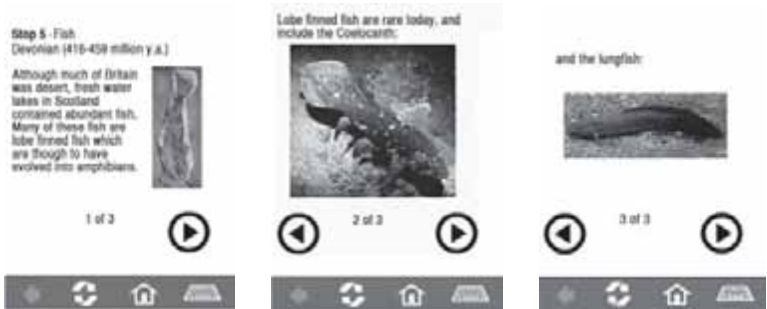 Stop 5 - Fish
Devonian (416-459 million y.a.)
Although much of Britain
was desert, fresh water
lakes in Scotland
contained abundant fish.
Many of these fish are
lobe finned fish which
are though to have
evolved into amphibians.
1 of 3
Lobe finned fish are rare today, and
include the Coelocanth:
2 of 3
and the lungfish:
3 of 3